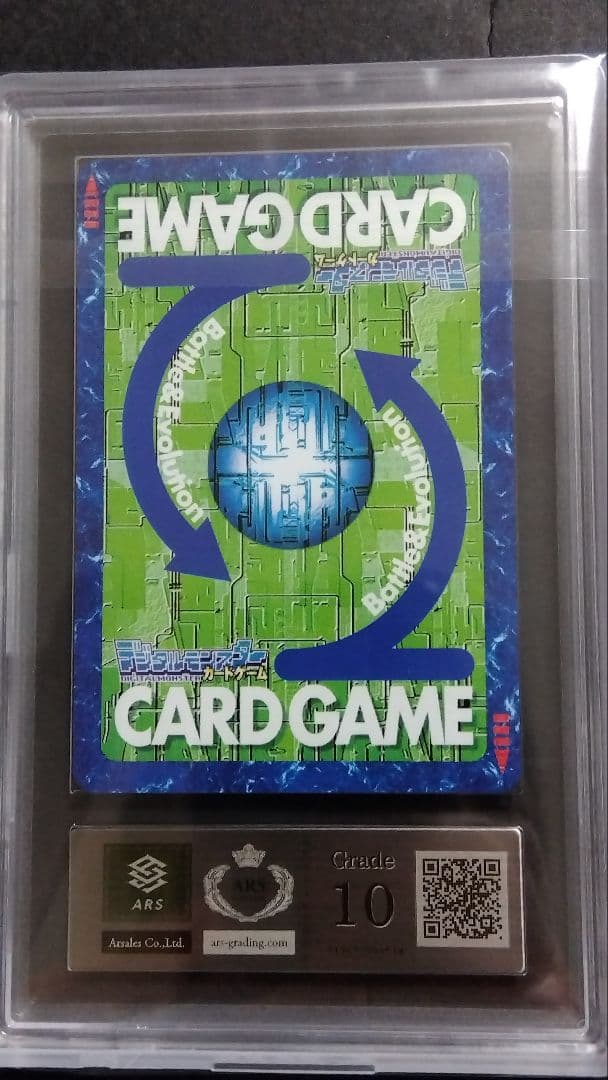 CARD GAME
デジタルモンスター
DIGITALMONSTER
カードゲーム
Battle&Evolution
Battle&Evolution
デジタルモンスター
DIGITALMONSTER カードゲーム
CARD GAME
ARS
Arsales Co.,Ltd.
ARS
ars-grading.com
Grade
10